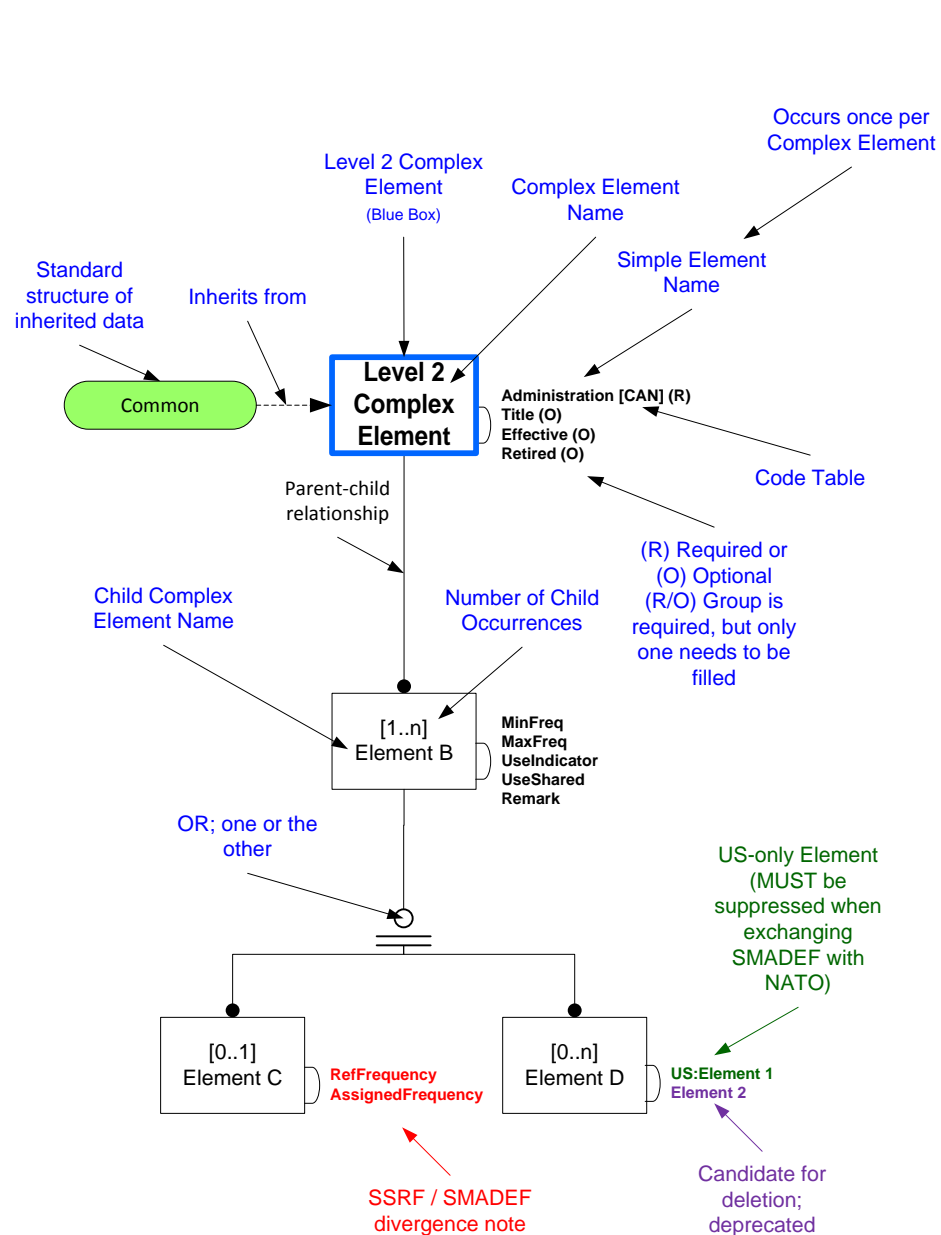 Occurs once per
Complex Element
Level 2 Complex
Element
(Blue Box)
Complex Element
Name
Simple Element
Name
Standard
structure of
inherited data
Inherits from
Common
Level 2
Complex
Element
Administration [CAN] (R)
Title (O)
Effective (O)
Retired (O)
Code Table
Parent-child
relationship
(R) Required or
(O) Optional
(R/O) Group is
required, but only
one needs to be
filled
Child Complex
Element Name
Number of Child
Occurrences
[1..n]
Element B
MinFreq
MaxFreq
UseIndicator
UseShared
Remark
OR; one or the
other
US-only Element
(MUST be
suppressed when
exchanging
SMADEF with
NATO)
[0..1]
Element C
RefFrequency
AssignedFrequency
[0..n]
Element D
US:Element 1
Element 2
SSRF / SMADEF
divergence note
Candidate for
deletion;
deprecated